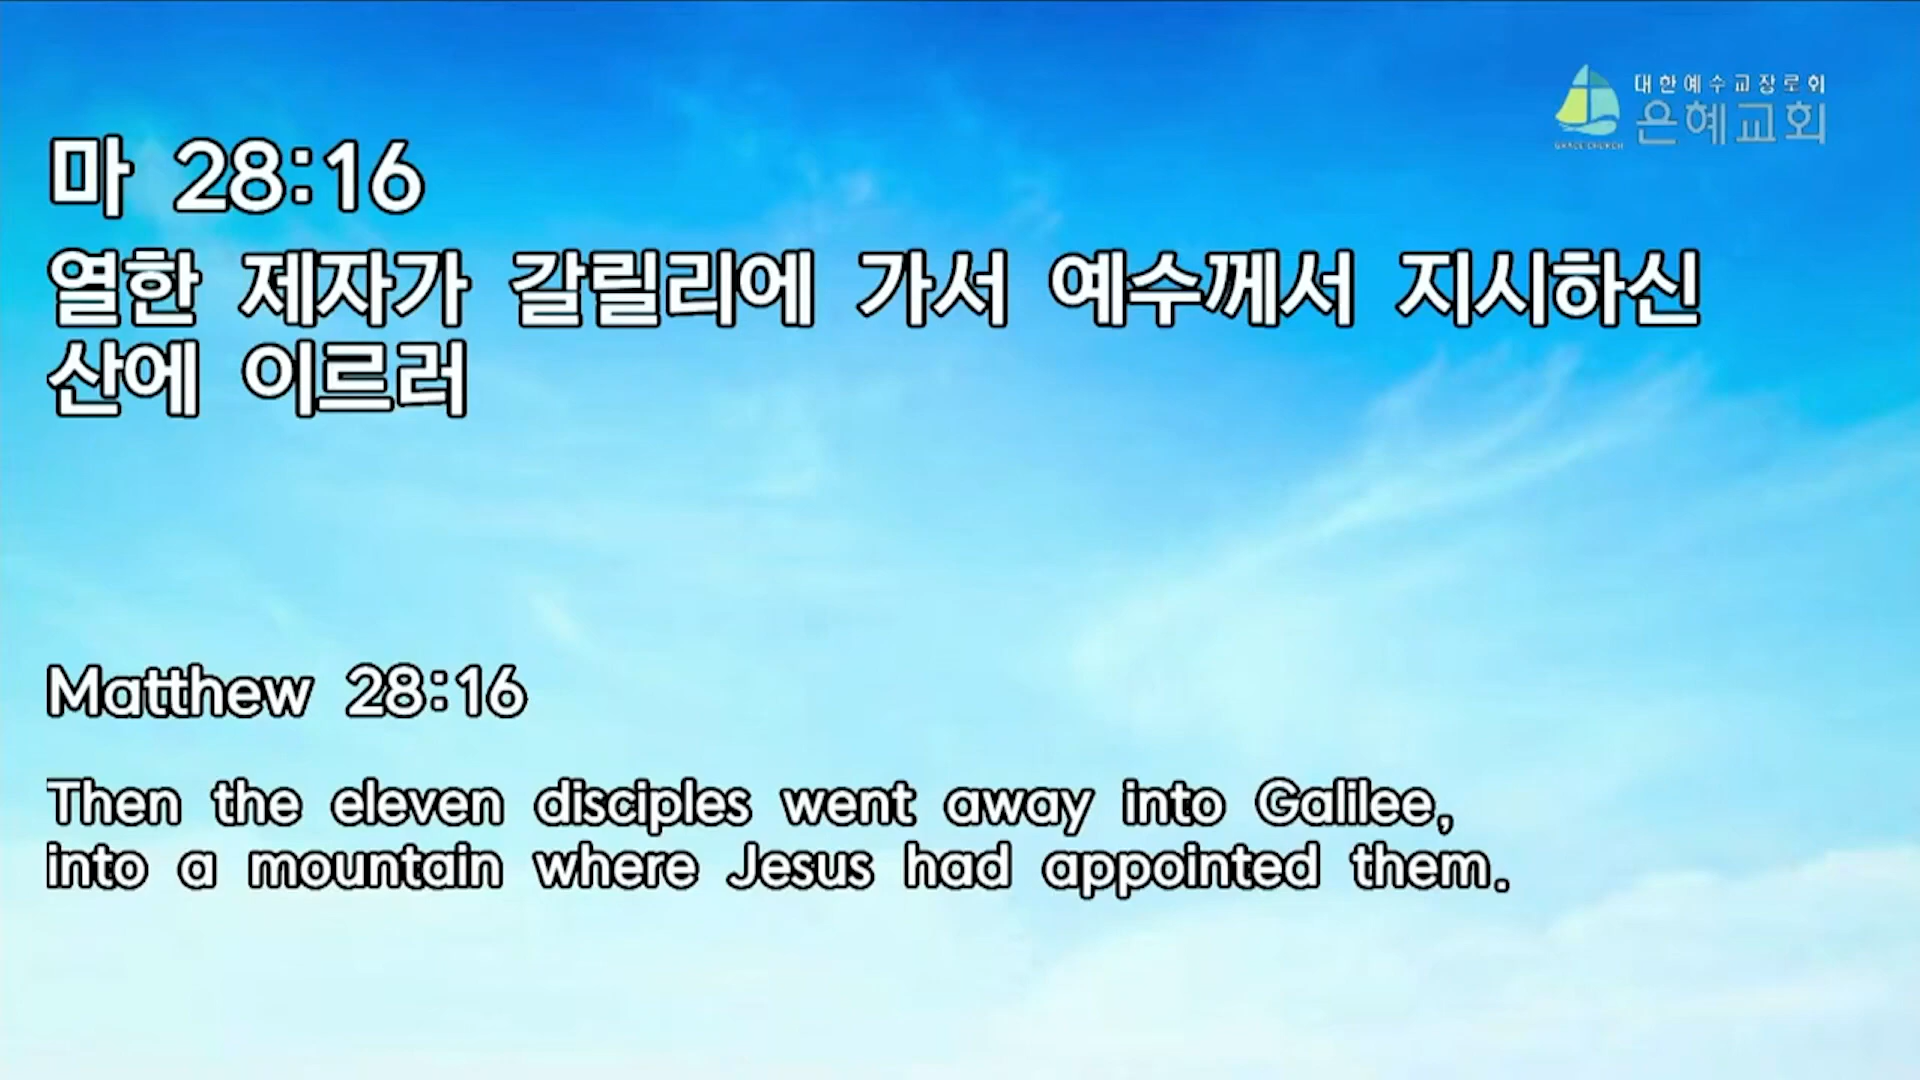 대한예수교장로회
은혜교회
GRACE CHURCH
마 28:16
열한 제자가 갈릴리에 가서 예수께서 지시하신
산에 이르러
Matthew 28:16
Then the eleven disciples went away into Galilee,
into a mountain where Jesus had appointed them.